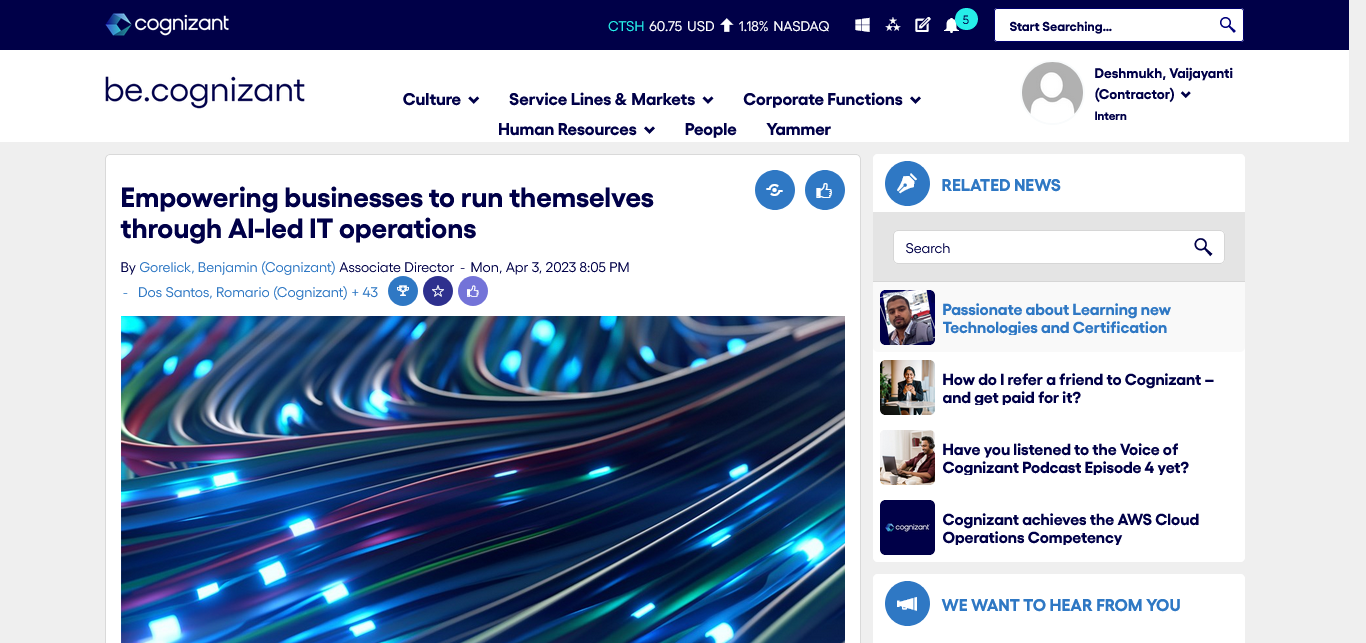 cognizant
CTSH 60.75 USD 1.18% NASDAQ
5
Start Searching...
be.cognizant
Culture
Service Lines & Markets
Corporate Functions
Human Resources
People
Yammer
Deshmukh, Vaijayanti
(Contractor)
Intern
Empowering businesses to run themselves
through AI-led IT operations
By Gorelick, Benjamin (Cognizant) Associate Director - Mon, Apr 3, 2023 8:05 PM
- Dos Santos, Romario (Cognizant) + 43
RELATED NEWS
Search
Passionate about Learning new
Technologies and Certification
How do I refer a friend to Cognizant –
and get paid for it?
Have you listened to the Voice of
Cognizant Podcast Episode 4 yet?
cognizant
Cognizant achieves the AWS Cloud
Operations Competency
WE WANT TO HEAR FROM YOU